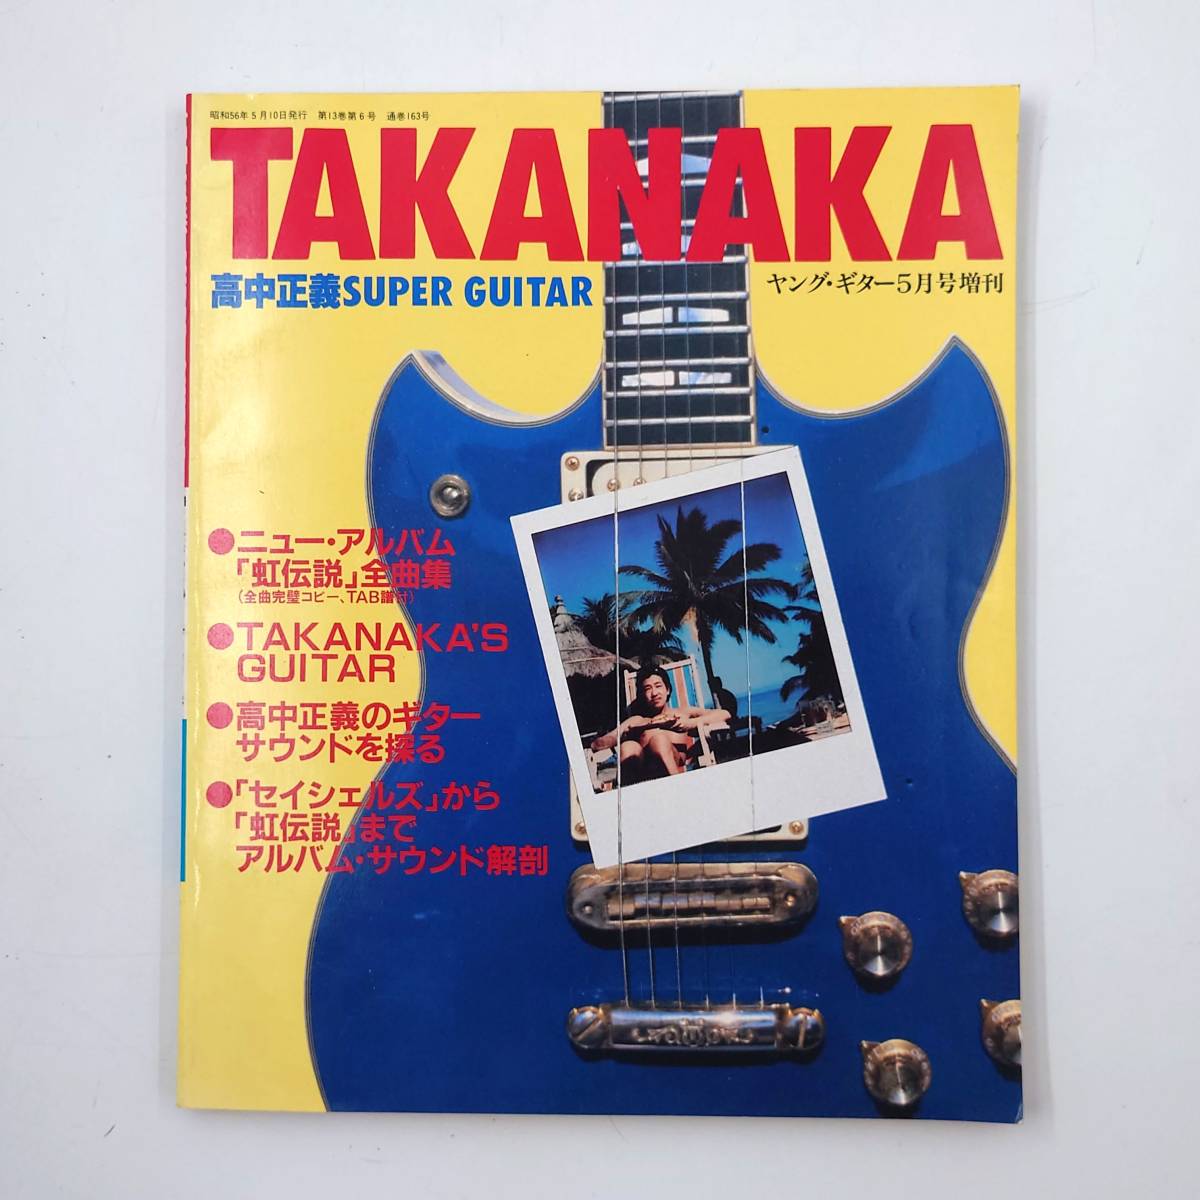 昭和56年5月10日発行 第13巻第6号 通巻163号
TAKANAKA
高中正義SUPER GUITAR
ヤング・ギター5月号増刊
●ニュー・アルバム
「虹伝説」全曲集
(全曲完璧コピー、TAB譜付)
●TAKANAKA'S
GUITAR
●高中正義のギター
サウンドを探る
●「セイシェルズ」から
「虹伝説」まで
アルバム・サウンド解剖